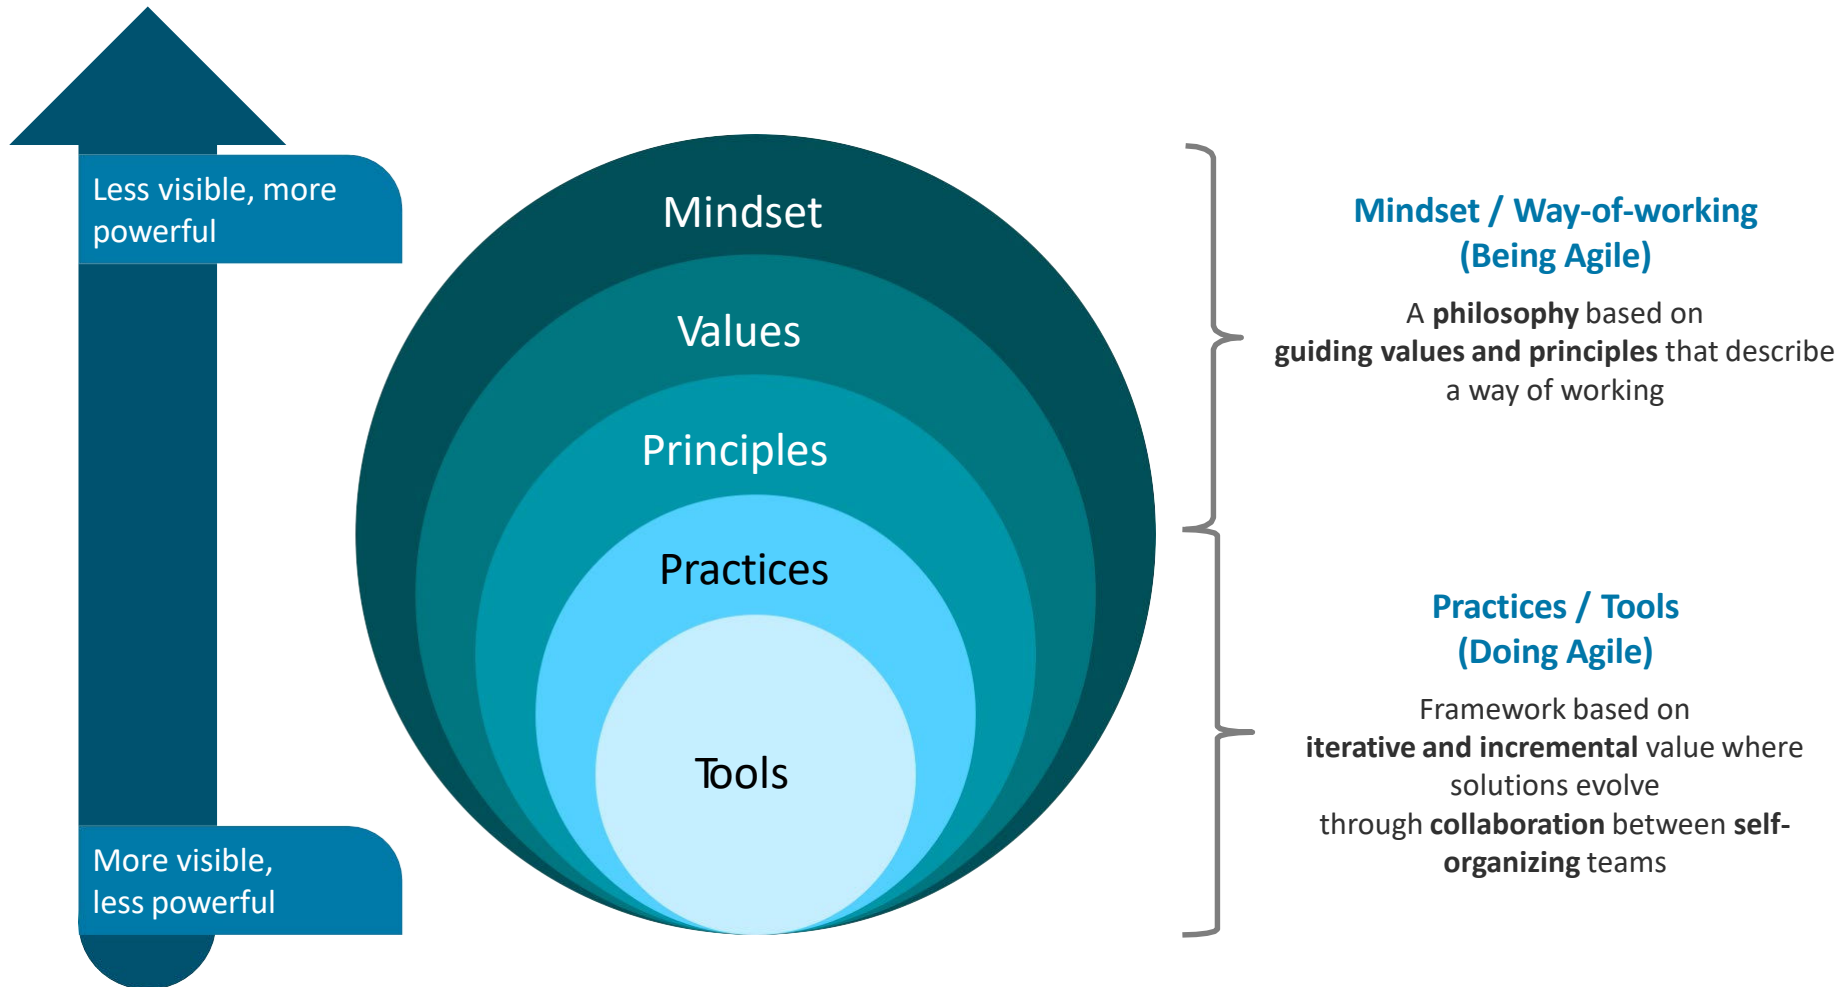 Less visible, more
powerful
Mindset
Values
Principles
Practices
Tools
More visible,
less powerful
Mindset / Way-of-working
(Being Agile)
A philosophy based on
guiding values and principles that describe
a way of working
Practices / Tools
(Doing Agile)
Framework based on
iterative and incremental value where
solutions evolve
through collaboration between self-
organizing teams